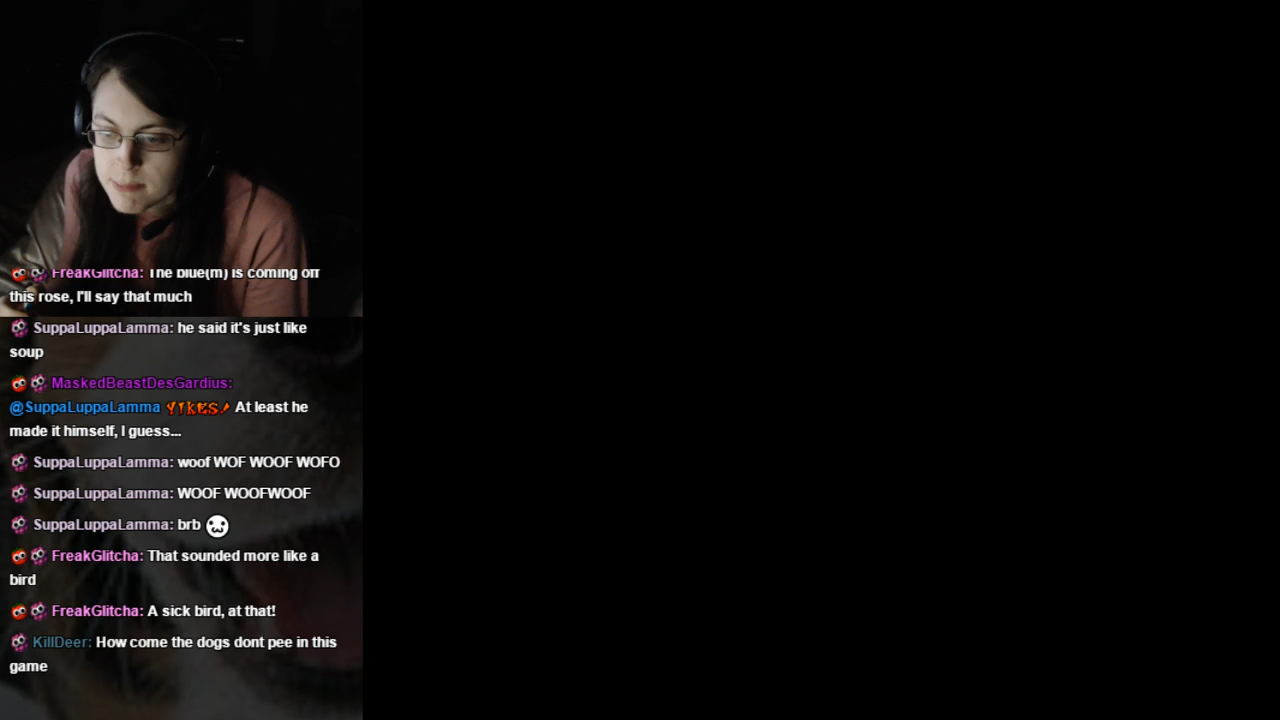 FreakGlitcha: The blue(m) is coming off
this rose, I'll say that much
SuppaLuppaLamma: he said it's just like
soup
MaskedBeastDesGardius:
@SuppaLuppaLamma YIKES! At least he
made it himself, I guess...
SuppaLuppaLamma: woof WOF WOOF WOFO
SuppaLuppaLamma: WOOF WOOFWOOF
SuppaLuppaLamma: brb
FreakGlitcha: That sounded more like a
bird
FreakGlitcha: A sick bird, at that!
KillDeer: How come the dogs dont pee in this
game